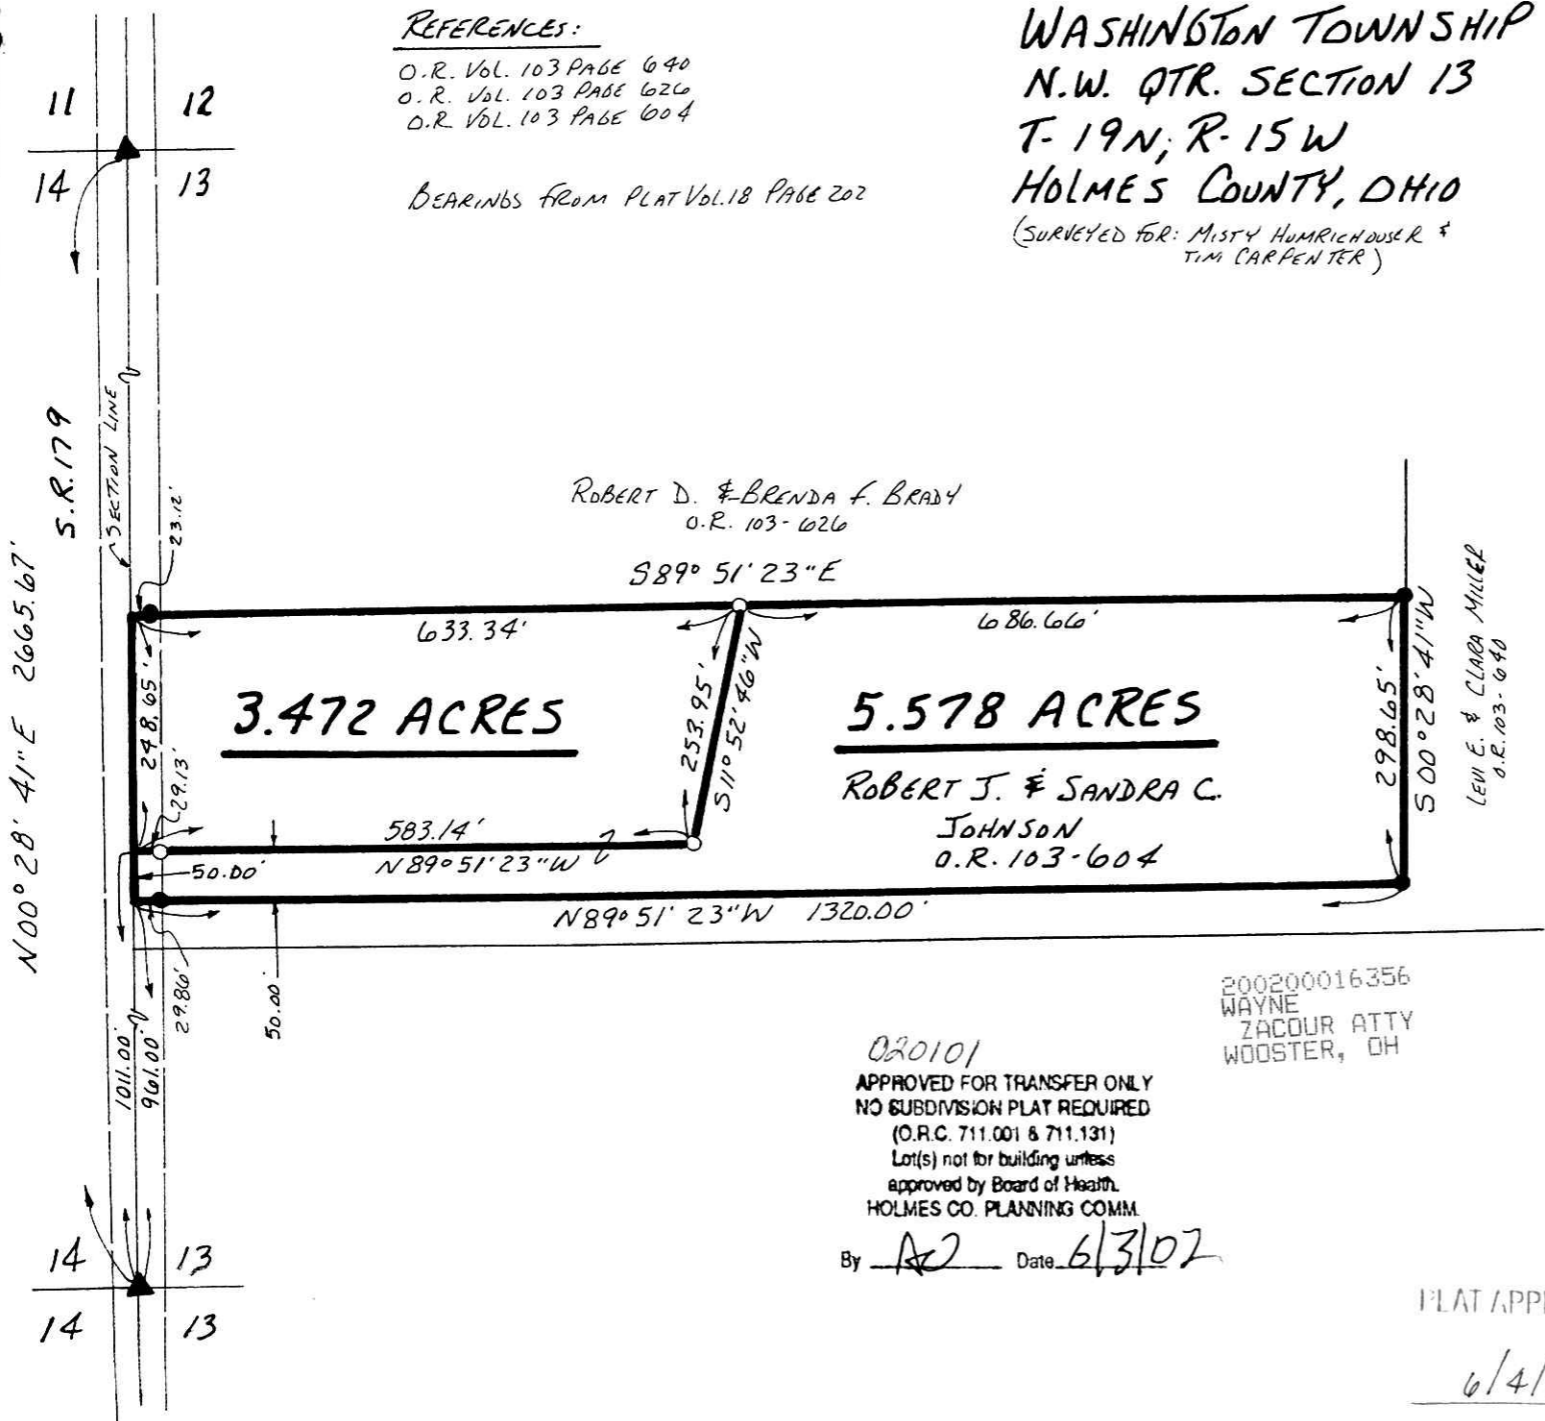 REFERENCES:
O.R. VOL. 103 PAGE 640
O.R. VOL. 103 PAGE 626
O.R VOL. 103 PAGE 604
BEARINGS FROM PLAT VOL.18 PAGE 202
WASHINGTON TOWNSHIP
N.W. QTR. SECTION 13
T-19N; R-15W
HOLMES COUNTY, OHIO
(SURVEYED FOR: MISTY HUMRICHOUSER &
TIM CARPENTER)
11 12
14 13
S.R.179
SECTION LINE
23.12'
N00°28'41"E 2665.67'
ROBERT D. & BRENDA F. BRADY
O.R. 103-626
S89°51'23"E
633.34'
686.66'
248.65'
3.472 ACRES
253.95'
S11°52'46"W
5.578 ACRES
ROBERT J. & SANDRA C.
JOHNSON
O.R. 103-604
298.65'
S00°28'41"W
LEVI E. & CLARA MILLER
O.R. 103-640
29.13'
583.14'
N89°51'23"W
50.00'
N89°51'23"W 1320.00'
29.86'
50.00'
1011.00'
961.00'
200200016356
WAYNE
ZACOUR ATTY
WOOSTER, OH
020101
APPROVED FOR TRANSFER ONLY
NO SUBDIVISION PLAT REQUIRED
(O.R.C. 711.001 & 711.131)
Lot(s) not for building unless
approved by Board of Health.
HOLMES CO. PLANNING COMM.
By Date 6/3/02
14 13
14 13
PLAT APP
6/4/